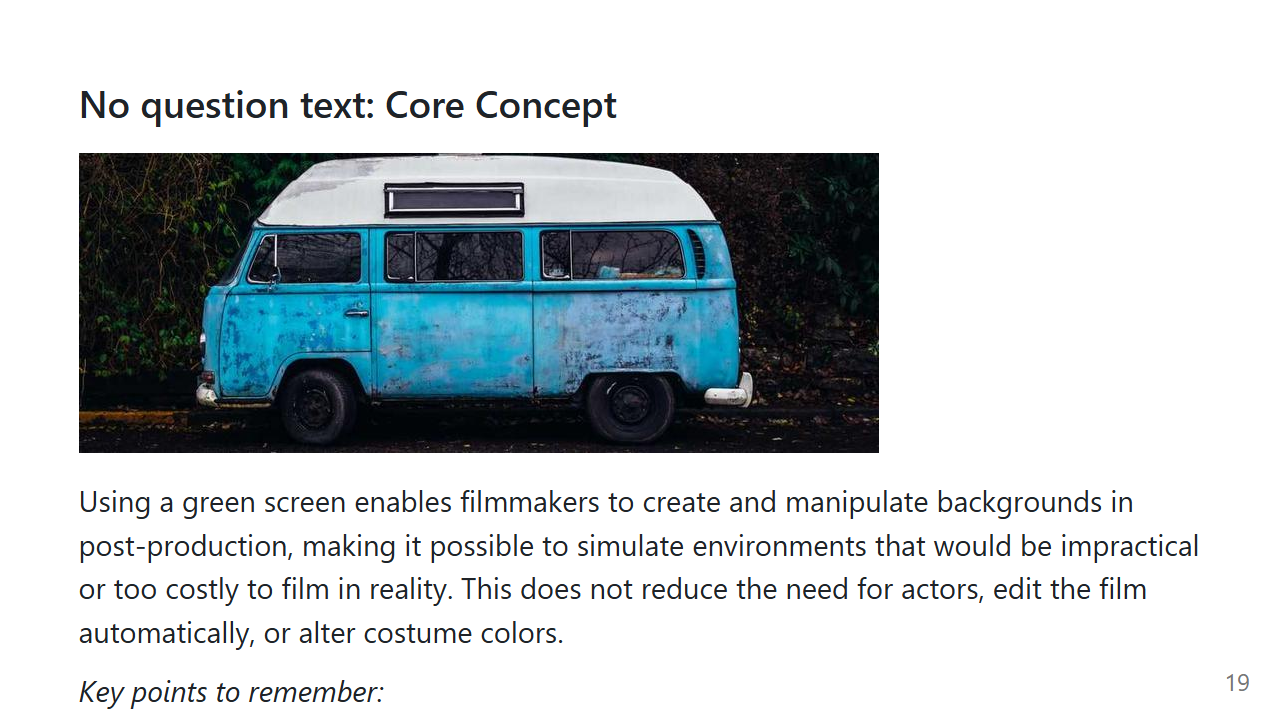 No question text: Core Concept
Using a green screen enables filmmakers to create and manipulate backgrounds in
post-production, making it possible to simulate environments that would be impractical
or too costly to film in reality. This does not reduce the need for actors, edit the film
automatically, or alter costume colors.
Key points to remember:
19